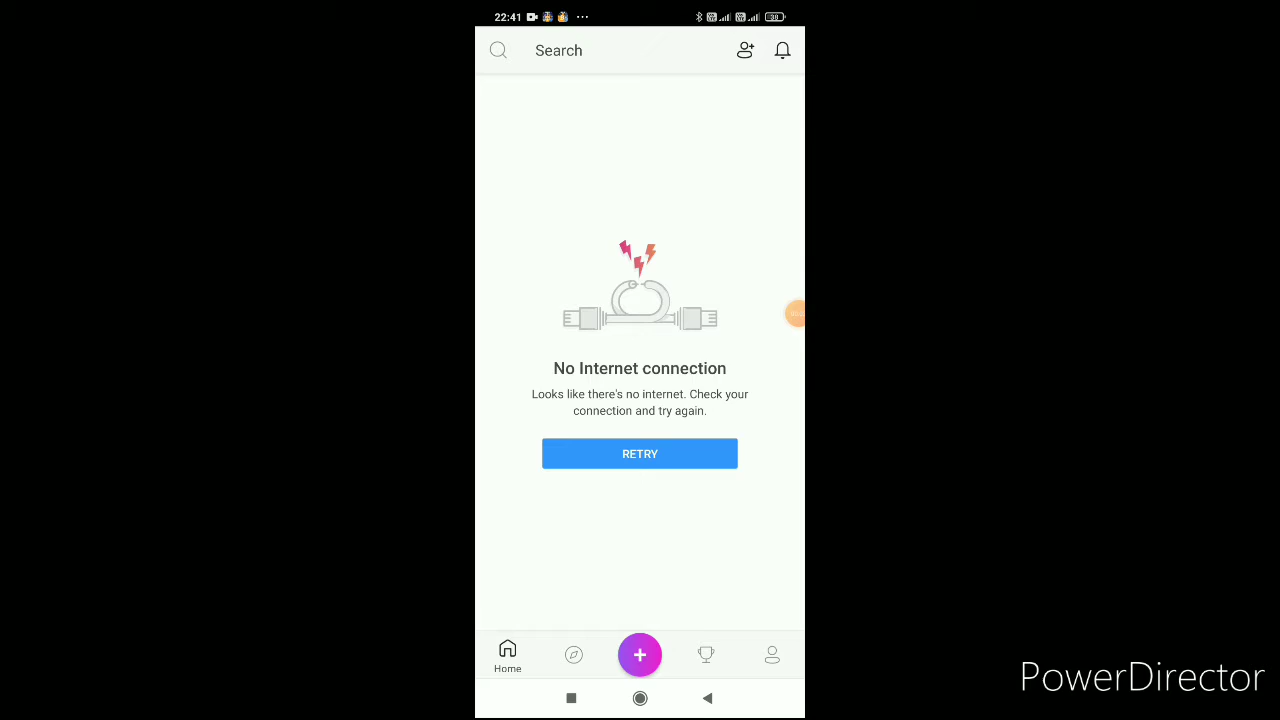 22:41
38
Search
No Internet connection
Looks like there's no internet. Check your
connection and try again.
RETRY
Home
PowerDirector